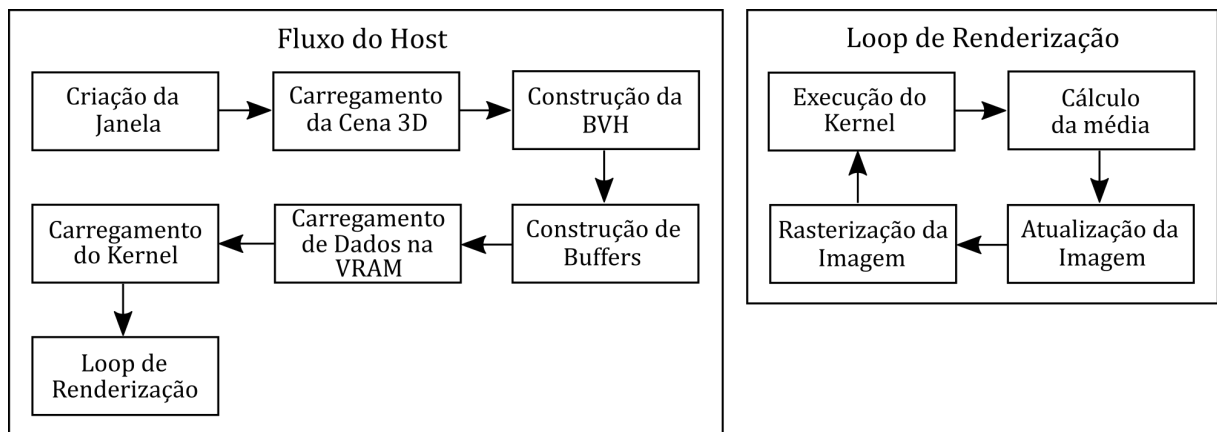 Fluxo do Host
Criação da
Janela
Carregamento
da Cena 3D
Construção da
BVH
Construção de
Buffers
Carregamento
de Dados na
VRAM
Carregamento
do Kernel
Loop de
Renderização
Loop de Renderização
Execução do
Kernel
Cálculo
da média
Atualização da
Imagem
Rasterização da
Imagem